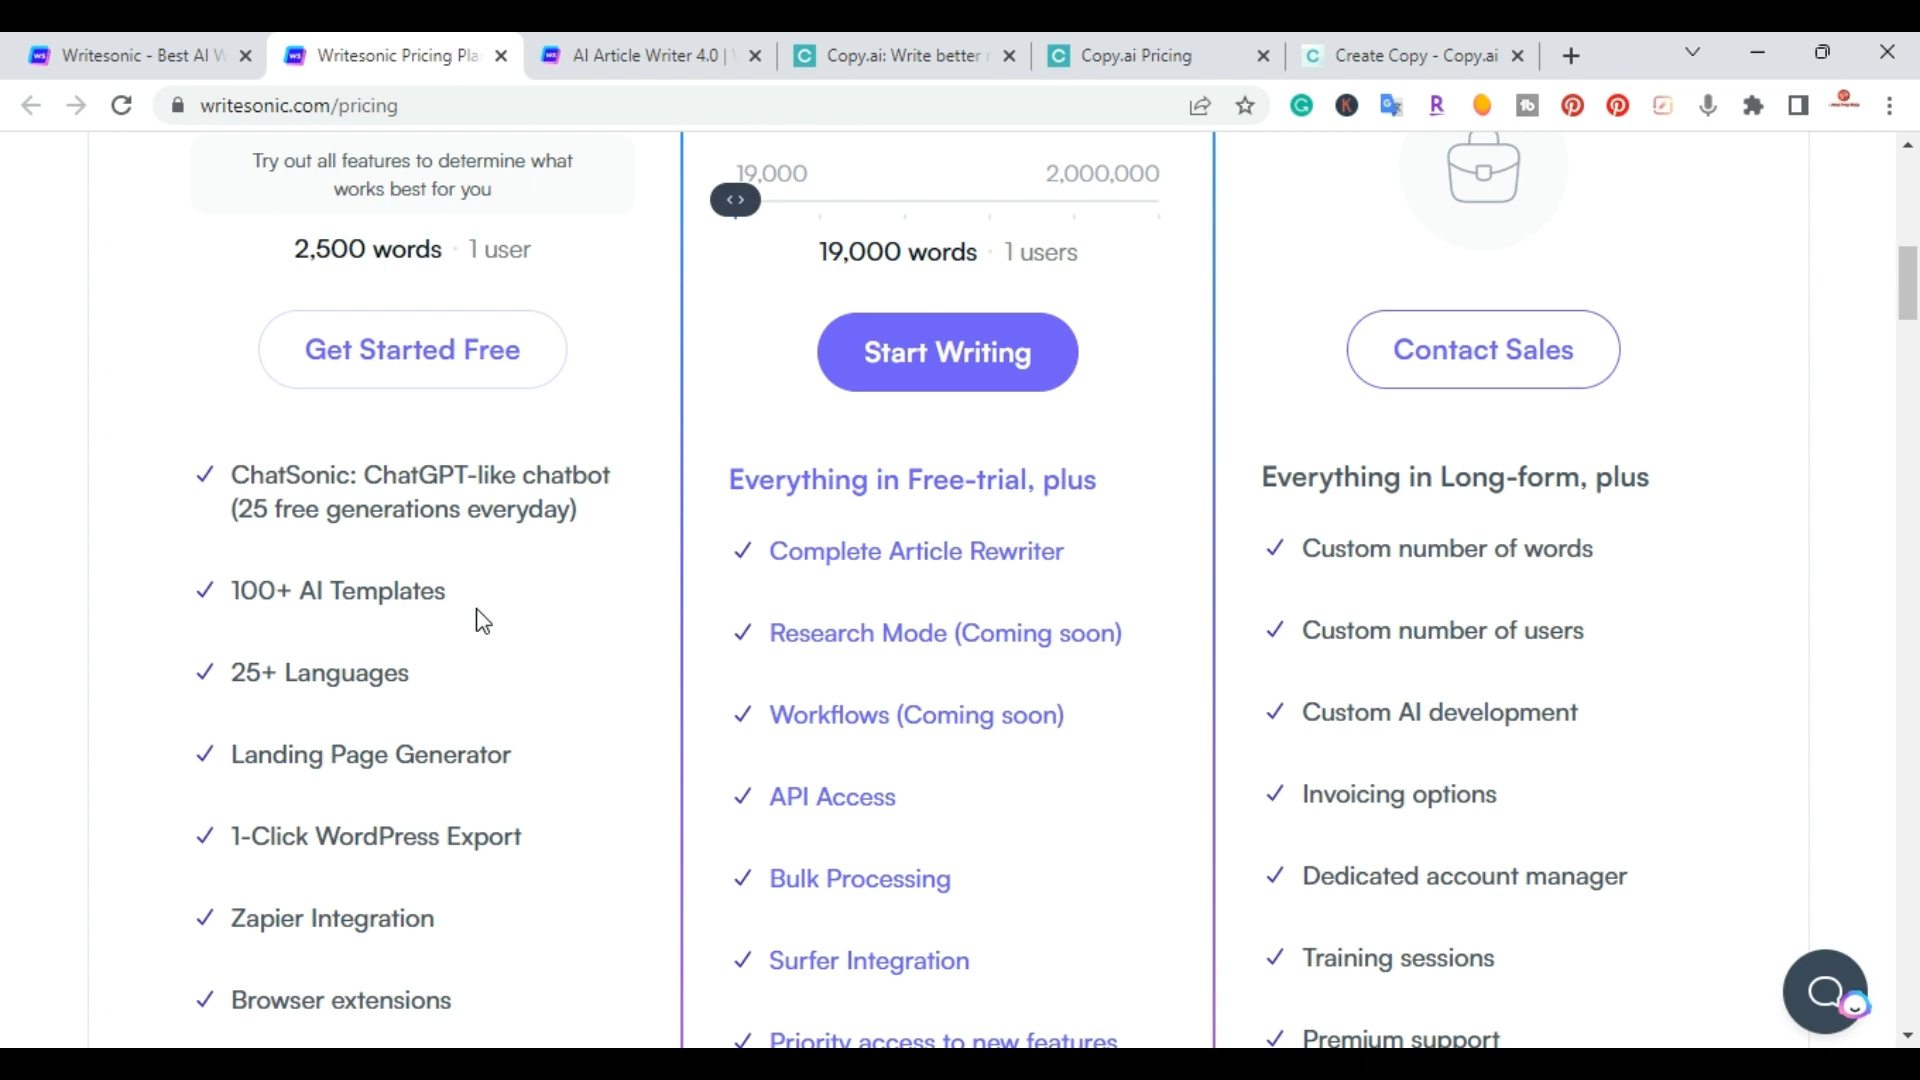 Writesonic - Best AI W
Writesonic Pricing Pla
AI Article Writer 4.0 |
Copy.ai: Write better
Copy.ai Pricing
Create Copy - Copy.ai
writesonic.com/pricing
Try out all features to determine what
works best for you
2,500 words · 1 user
Get Started Free
ChatSonic: ChatGPT-like chatbot
(25 free generations everyday)
100+ AI Templates
25+ Languages
Landing Page Generator
1-Click WordPress Export
Zapier Integration
Browser extensions
19,000 2,000,000
19,000 words · 1 users
Start Writing
Everything in Free-trial, plus
Complete Article Rewriter
Research Mode (Coming soon)
Workflows (Coming soon)
API Access
Bulk Processing
Surfer Integration
Priority access to new features
Contact Sales
Everything in Long-form, plus
Custom number of words
Custom number of users
Custom AI development
Invoicing options
Dedicated account manager
Training sessions
Premium support